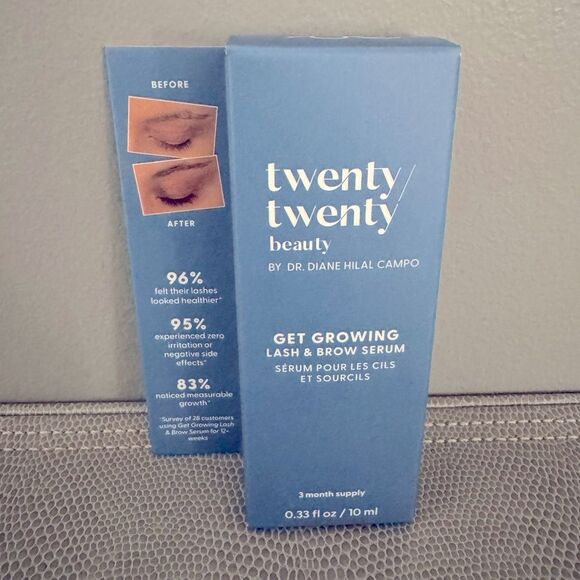 BEFORE
AFTER
96%
felt their lashes
looked healthier*
95%
experienced zero
irritation or
negative side
effects*
83%
noticed measurable
growth*
*Survey of 28 customers
using Get Growing Lash
& Brow Serum for 12+
weeks
twenty/
twenty
beauty
BY DR. DIANE HILAL CAMPO
GET GROWING
LASH & BROW SERUM
SÉRUM POUR LES CILS
ET SOURCILS
3 month supply
0.33 fl oz / 10 ml